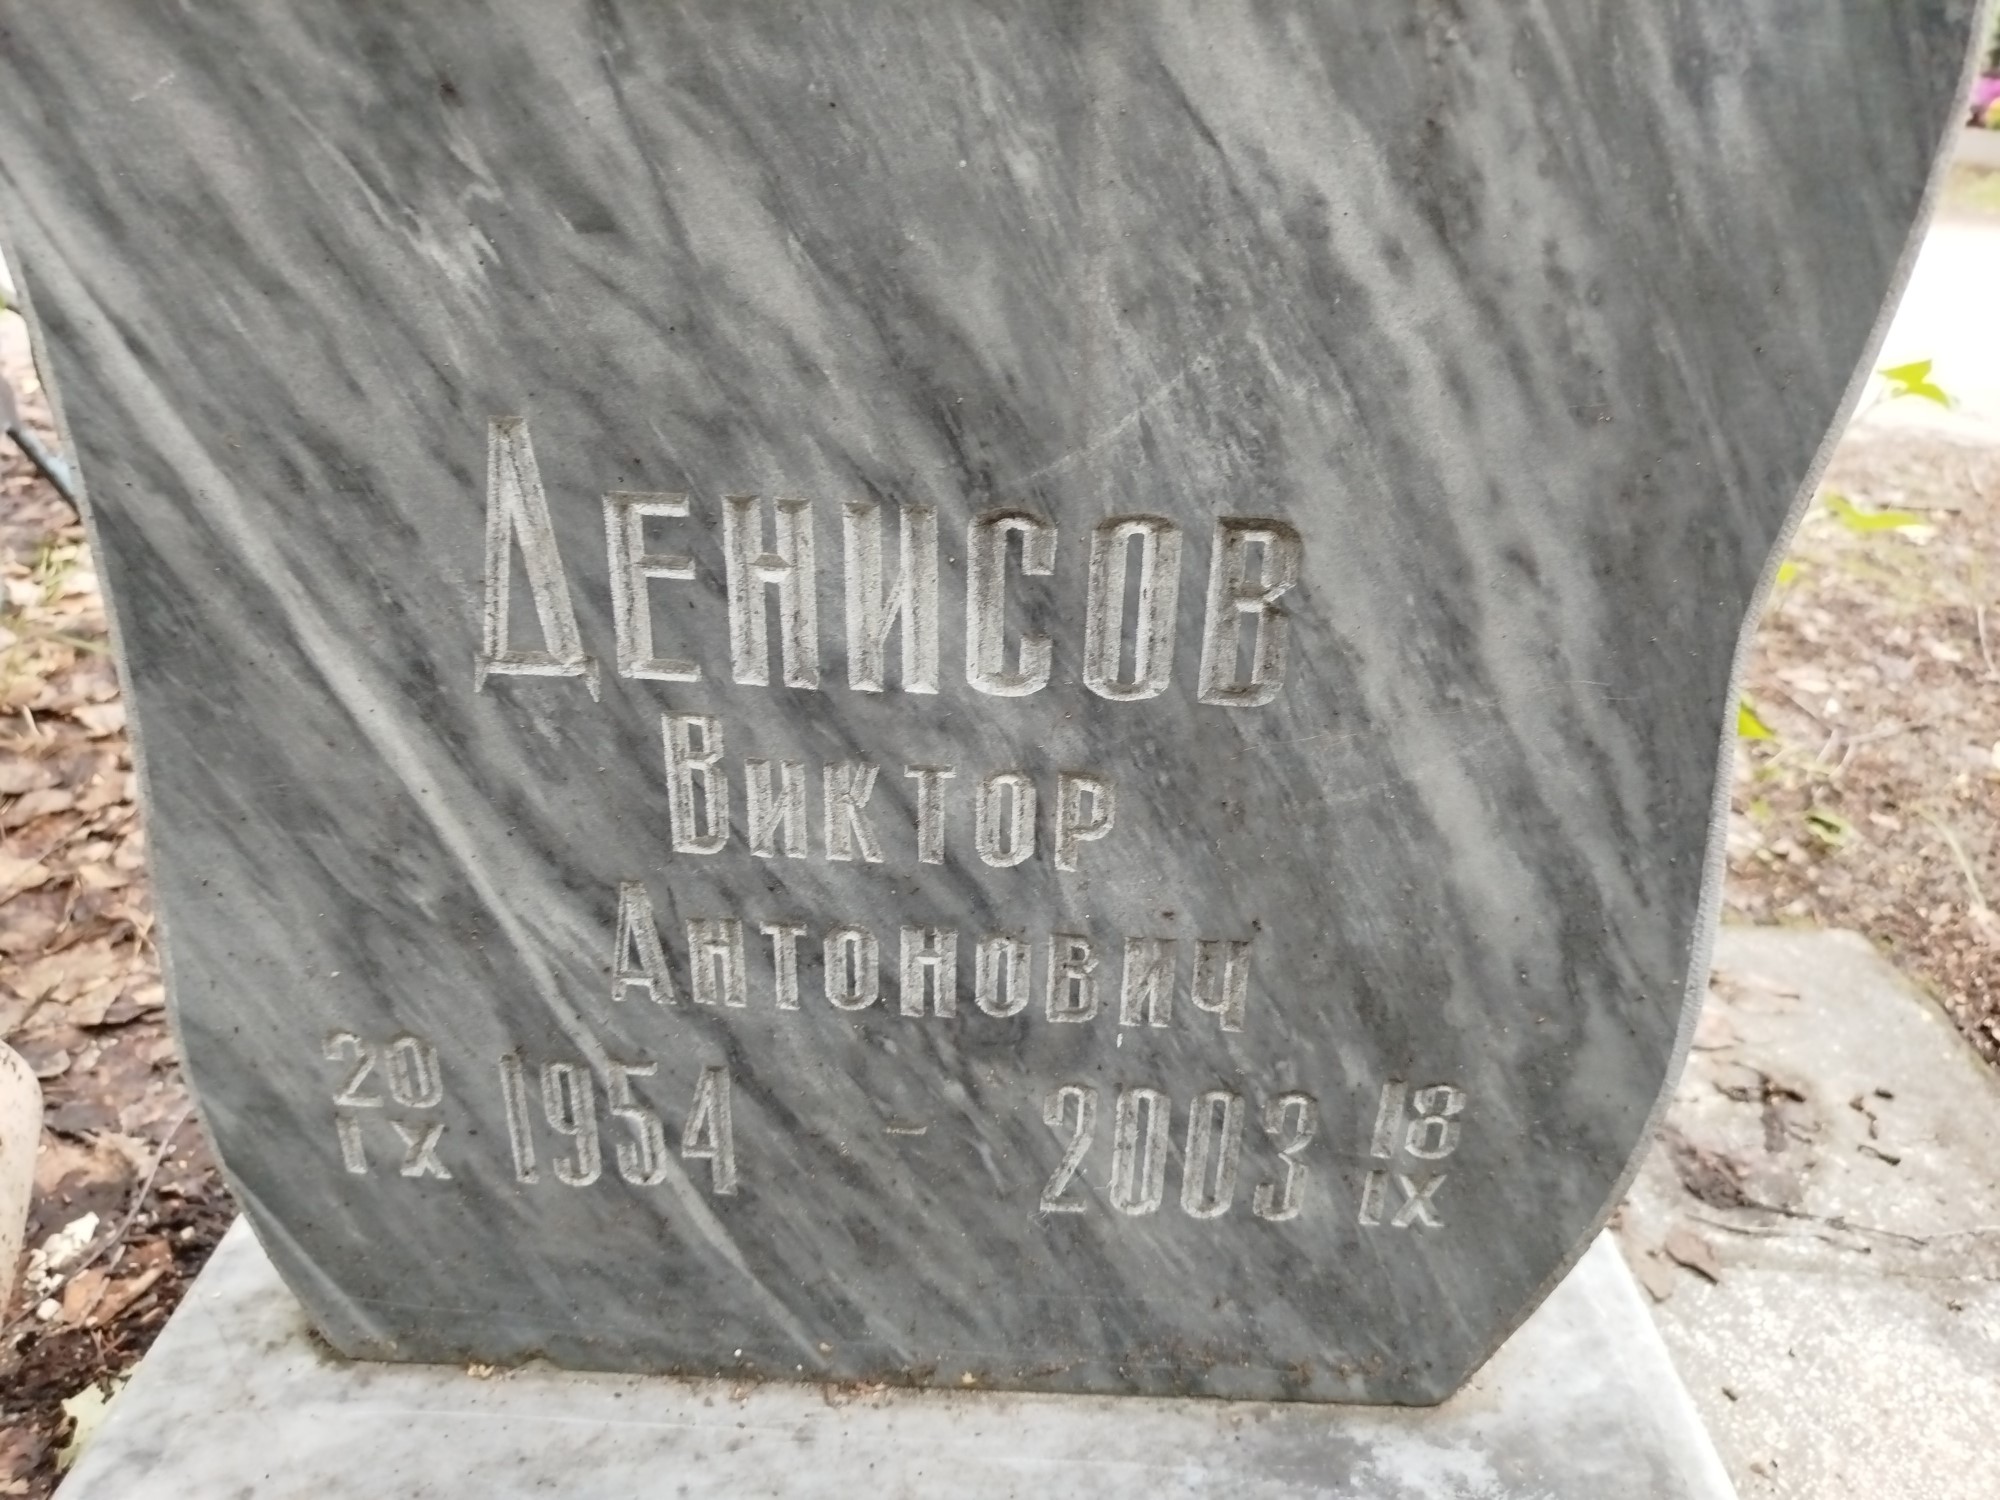 Денисов
Виктор
Антонович
20 IX 1954 - 2003 18 IX